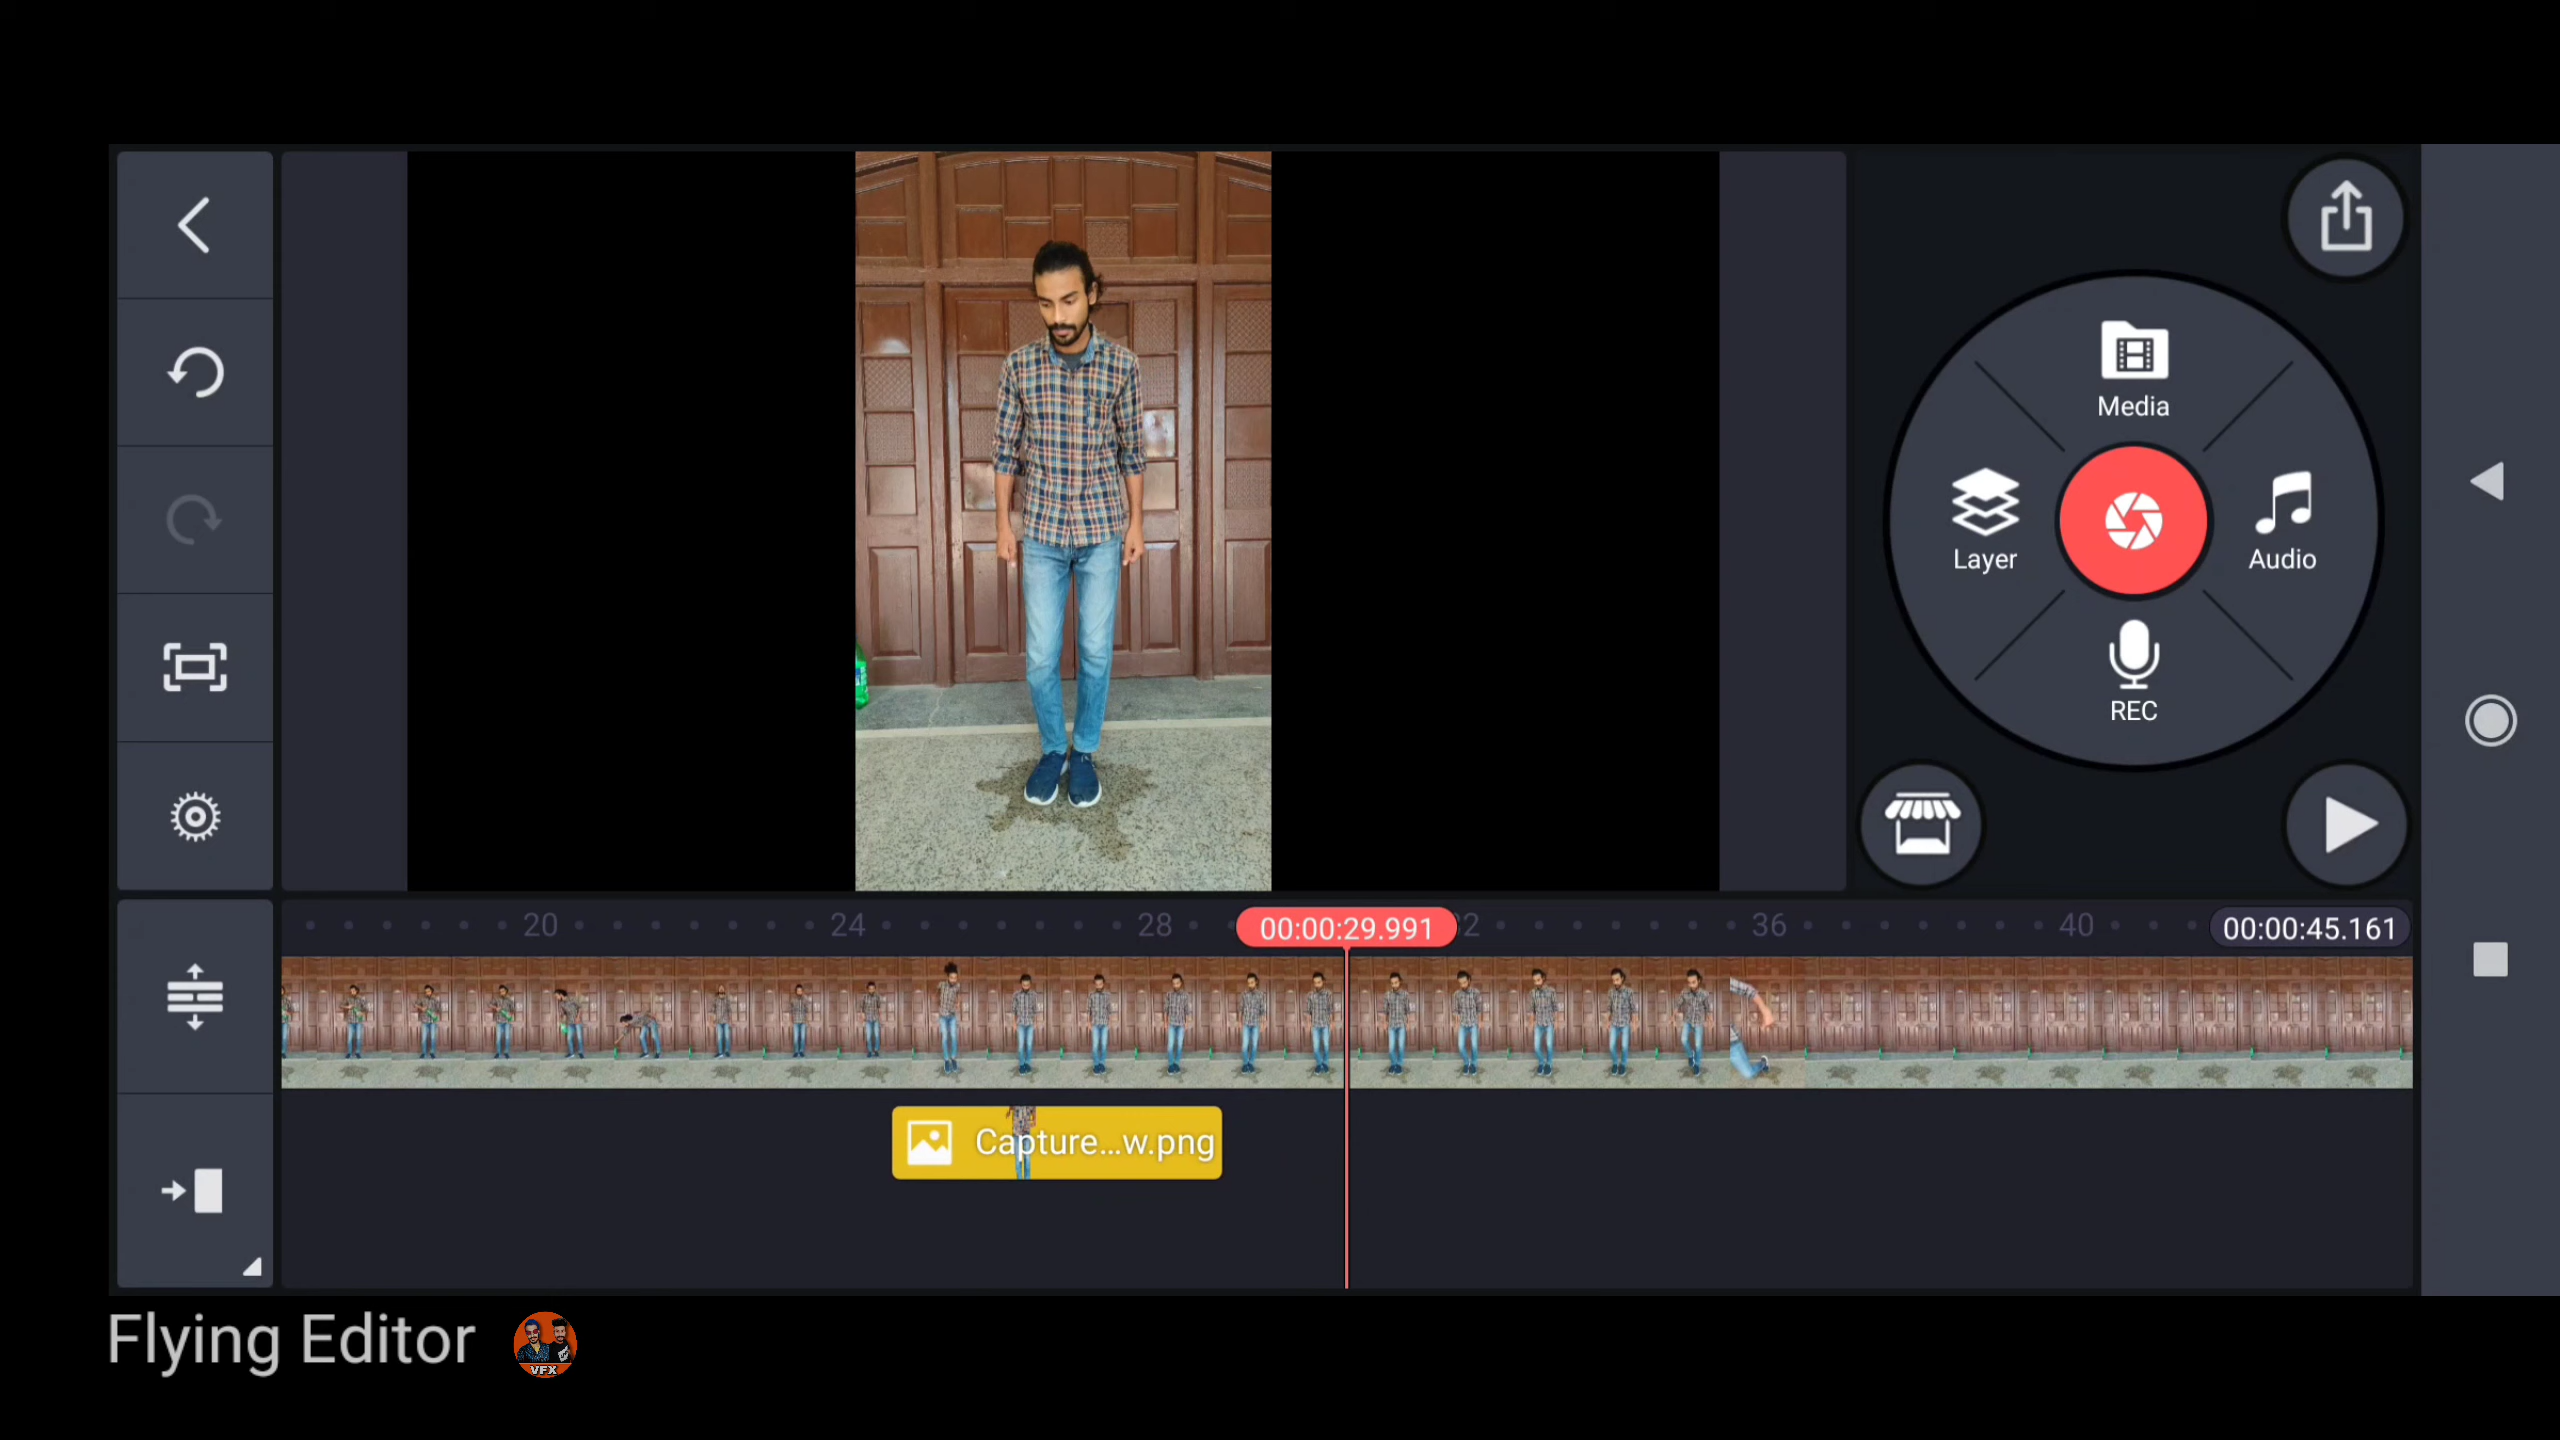 Media
Layer
Audio
REC
20
24
28
00:00:29.991
36
40
00:00:45.161
Capture...w.png
Flying Editor
VFX